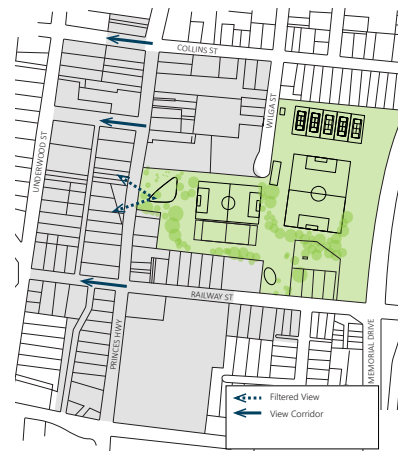 COLLINS ST
WILGA ST
UNDERWOOD ST
RAILWAY ST
PRINCES HWY
MEMORIAL DRIVE
Filtered View
View Corridor